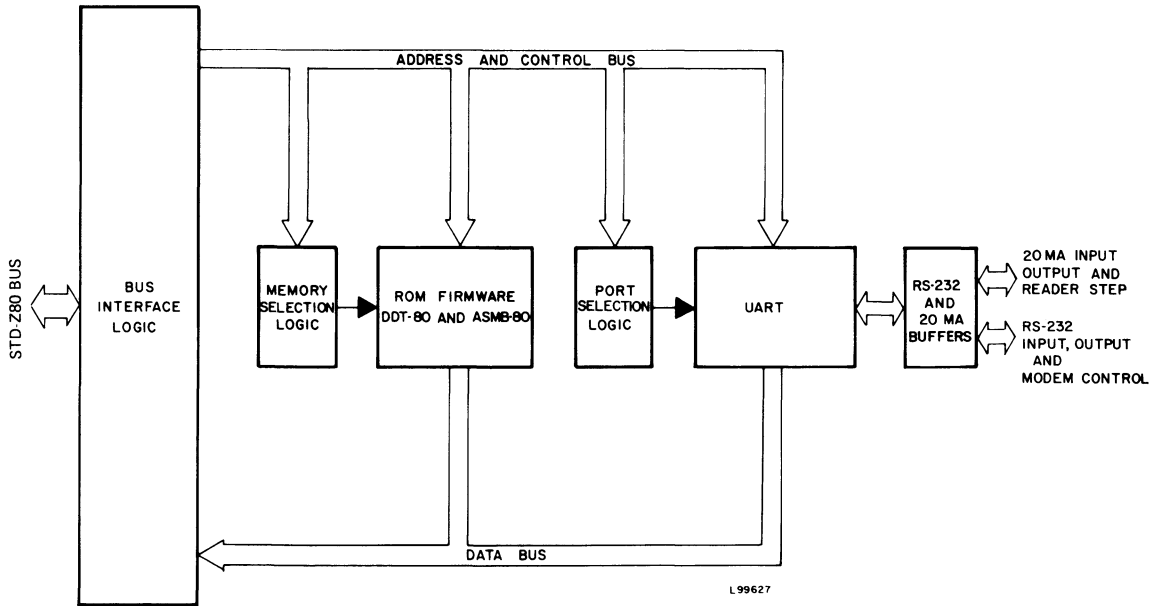 ADDRESS AND CONTROL BUS
STD-Z80 BUS
BUS
INTERFACE
LOGIC
MEMORY
SELECTION
LOGIC
ROM FIRMWARE
DDT-80 AND ASMB-80
PORT
SELECTION
LOGIC
UART
RS-232
AND
20 MA
BUFFERS
20 MA INPUT
OUTPUT AND
READER STEP
RS-232
INPUT, OUTPUT
AND
MODEM CONTROL
DATA BUS
L99627